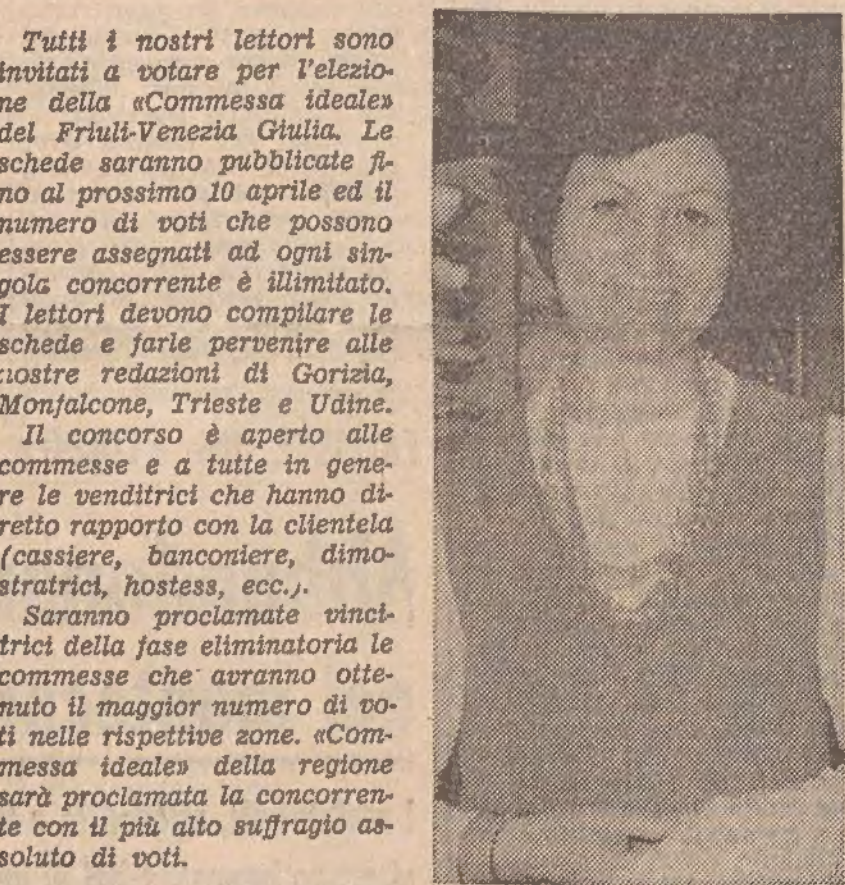 Tutti i nostri lettori sono
invitati a votare per l'elezio-
ne della «Commessa ideale»
del Friuli-Venezia Giulia. Le
schede saranno pubblicate fi-
no al prossimo 10 aprile ed il
numero di voti che possono
essere assegnati ad ogni sin-
gola concorrente è illimitato.
I lettori devono compilare le
schede e farle pervenire alle
nostre redazioni di Gorizia,
Monfalcone, Trieste e Udine.
Il concorso è aperto alle
commesse e a tutte in gene-
re le venditrici che hanno di-
retto rapporto con la clientela
(cassiere, banconiere, dimo-
stratrici, hostess, ecc.).
Saranno proclamate vinci-
trici della fase eliminatoria le
commesse che avranno otte-
nuto il maggior numero di vo-
ti nelle rispettive zone. «Com-
messa ideale» della regione
sarà proclamata la concorren-
te con il più alto suffragio as-
soluto di voti.